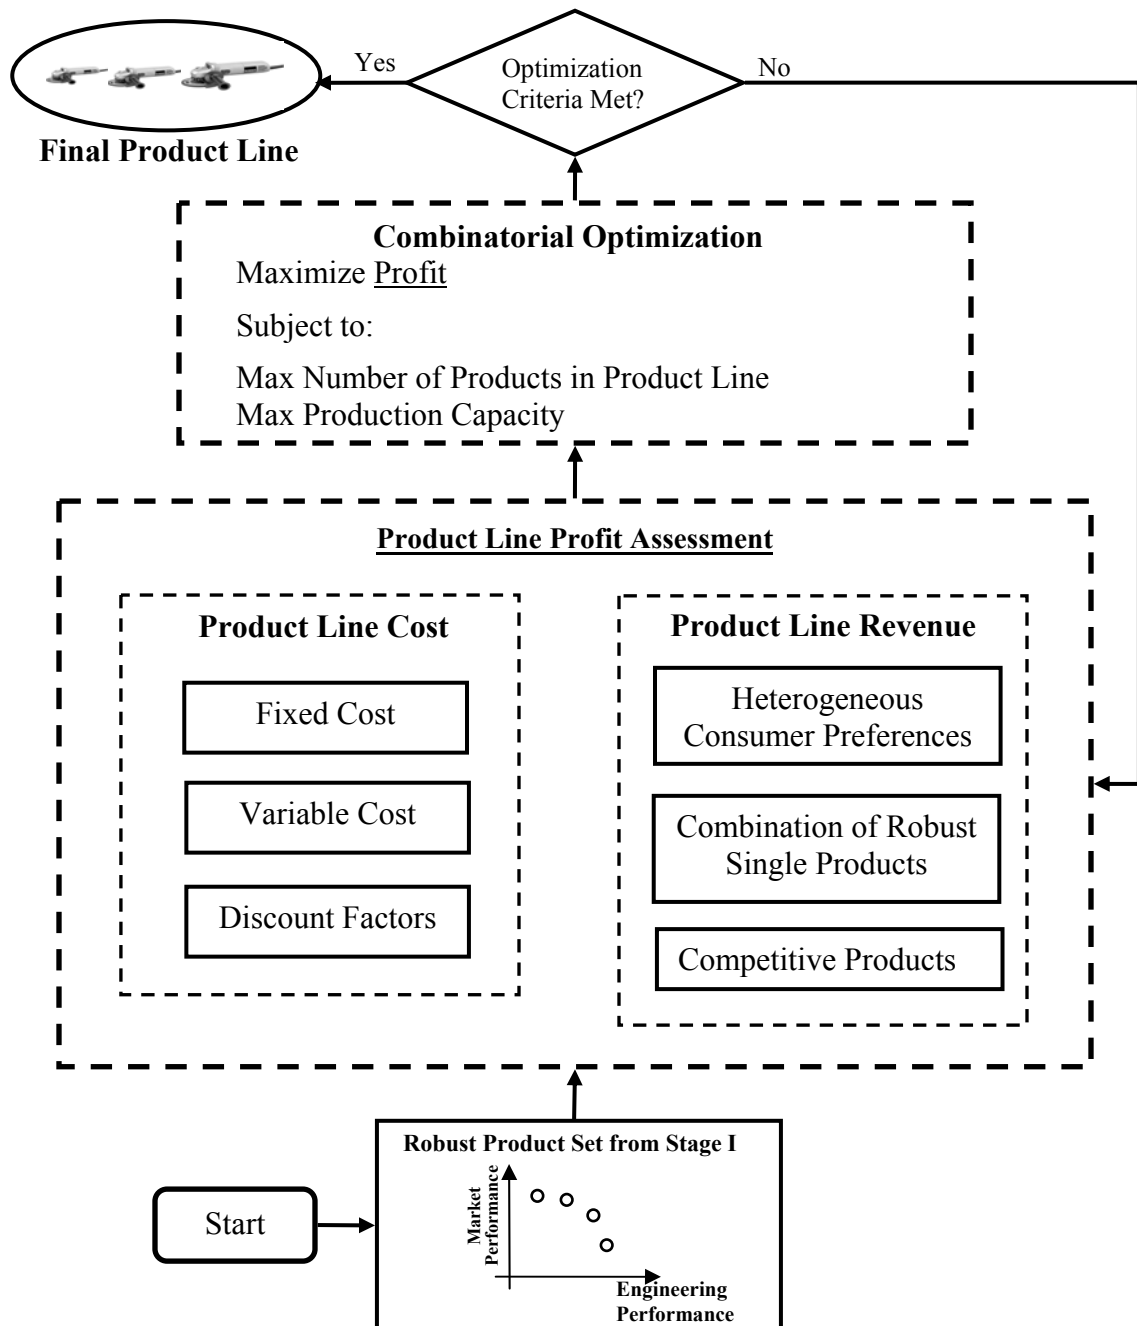 Yes
Optimization
Criteria Met?
No
Final Product Line
Combinatorial Optimization
Maximize Profit
Subject to:
Max Number of Products in Product Line
Max Production Capacity
Product Line Profit Assessment
Product Line Cost
Fixed Cost
Variable Cost
Discount Factors
Product Line Revenue
Heterogeneous
Consumer Preferences
Combination of Robust
Single Products
Competitive Products
Robust Product Set from Stage I
Market
Performance
Engineering
Performance
Start